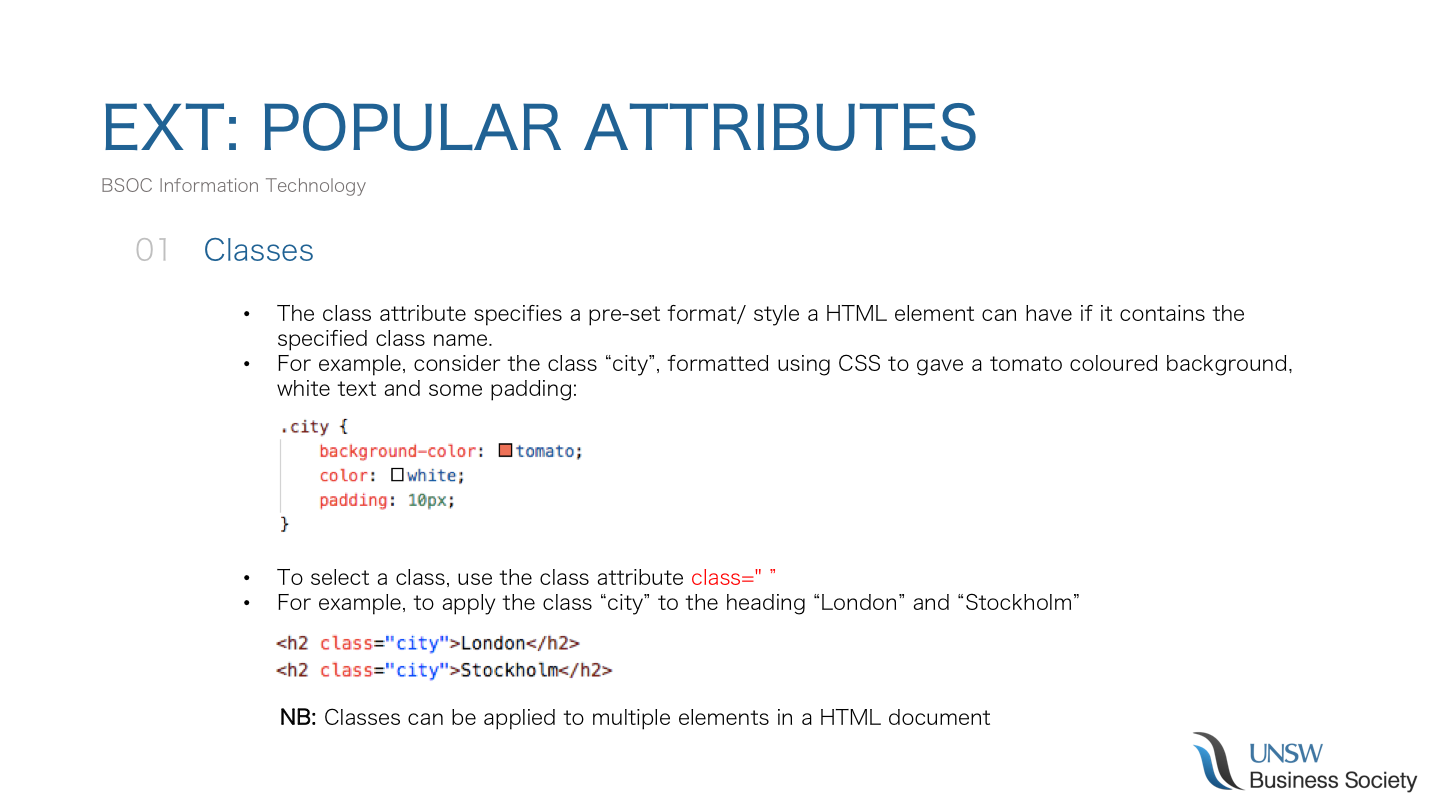 EXT: POPULAR ATTRIBUTES
BSOC Information Technology
01 Classes
• The class attribute specifies a pre-set format/ style a HTML element can have if it contains the
specified class name.
• For example, consider the class “city”, formatted using CSS to gave a tomato coloured background,
white text and some padding:
.city {
background-color: tomato;
color: white;
padding: 10px;
}
• To select a class, use the class attribute class=" ”
• For example, to apply the class “city” to the heading “London” and “Stockholm”
<h2 class="city">London</h2>
<h2 class="city">Stockholm</h2>
NB: Classes can be applied to multiple elements in a HTML document
UNSW
Business Society